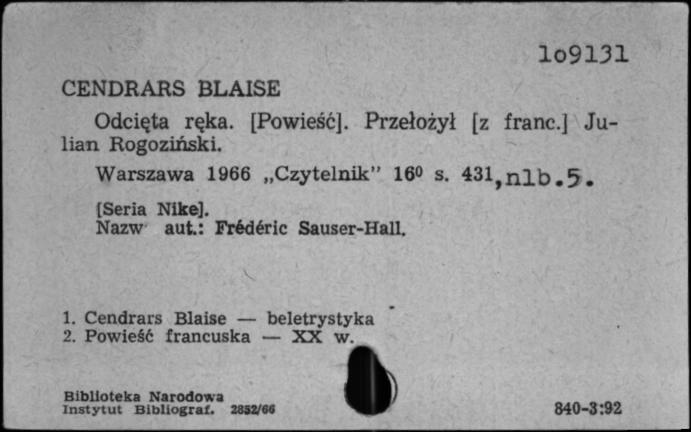 109131
CENDRARS BLAISE
Odcięta ręka. [Powieść]. Przełożył [z franc.] Ju-
lian Rogoziński.
Warszawa 1966 „Czytelnik” 16⁰ s. 431,nlb.5.
[Seria Nike].
Nazw aut.: Frédéric Sauser-Hall.
1. Cendrars Blaise — beletrystyka
2. Powieść francuska — XX w.
Biblioteka Narodowa
Instytut Bibliograf. 2852/66
840-3:92